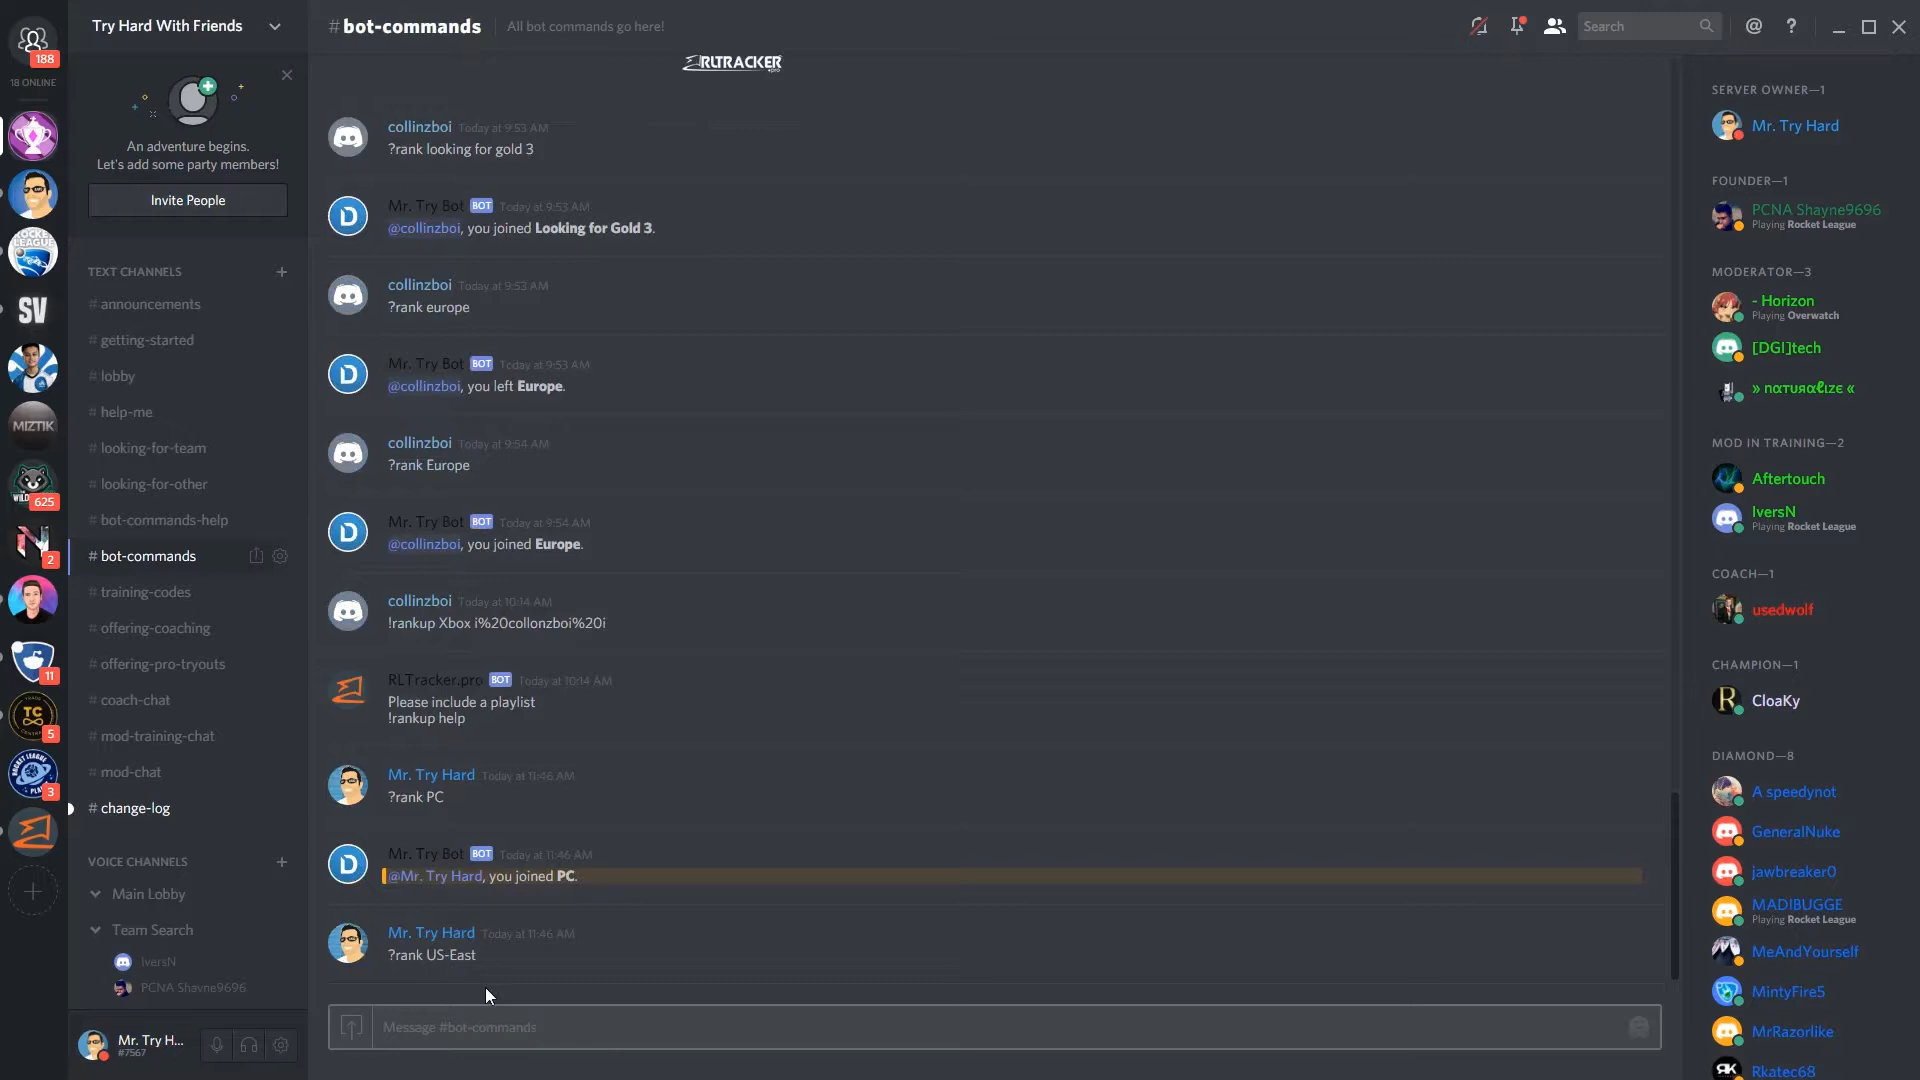 188
18 ONLINE
ROCKET
LEAGUE
SV
MIZTIK
WILD
625
2
11
TC
5
3
Try Hard With Friends
An adventure begins.
Let's add some party members!
Invite People
TEXT CHANNELS
# announcements
# getting-started
# lobby
# help-me
# looking-for-team
# looking-for-other
# bot-commands-help
# bot-commands
# training-codes
# offering-coaching
# offering-pro-tryouts
# coach-chat
# mod-training-chat
# mod-chat
# change-log
VOICE CHANNELS
Main Lobby
Team Search
IversN
PCNA Shayne9696
Mr. Try H...
#7567
#bot-commands
All bot commands go here!
Search
RLTRACKER
.pro
collinzboi Today at 9:53 AM
?rank looking for gold 3
Mr. Try Bot BOT Today at 9:53 AM
@collinzboi, you joined Looking for Gold 3.
collinzboi Today at 9:53 AM
?rank europe
Mr. Try Bot BOT Today at 9:53 AM
@collinzboi, you left Europe.
collinzboi Today at 9:54 AM
?rank Europe
Mr. Try Bot BOT Today at 9:54 AM
@collinzboi, you joined Europe.
collinzboi Today at 10:14 AM
!rankup Xbox i%20collonzboi%20i
RLTracker.pro BOT Today at 10:14 AM
Please include a playlist
!rankup help
Mr. Try Hard Today at 11:46 AM
?rank PC
Mr. Try Bot BOT Today at 11:46 AM
@Mr. Try Hard, you joined PC.
Mr. Try Hard Today at 11:46 AM
?rank US-East
Message #bot-commands
SERVER OWNER—1
Mr. Try Hard
FOUNDER—1
PCNA Shayne9696
Playing Rocket League
MODERATOR—3
- Horizon
Playing Overwatch
[DGI]tech
» nατuяαℓιzε «
MOD IN TRAINING—2
Aftertouch
IversN
Playing Rocket League
COACH—1
usedwolf
CHAMPION—1
CloaKy
DIAMOND—8
A speedynot
GeneralNuke
jawbreaker0
MADIBUGGE
Playing Rocket League
MeAndYourself
MintyFire5
MrRazorlike
Rkatec68